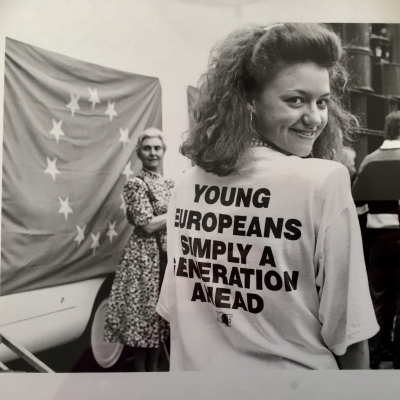 YOUNG
EUROPEANS
SIMPLY A
GENERATION
AHEAD